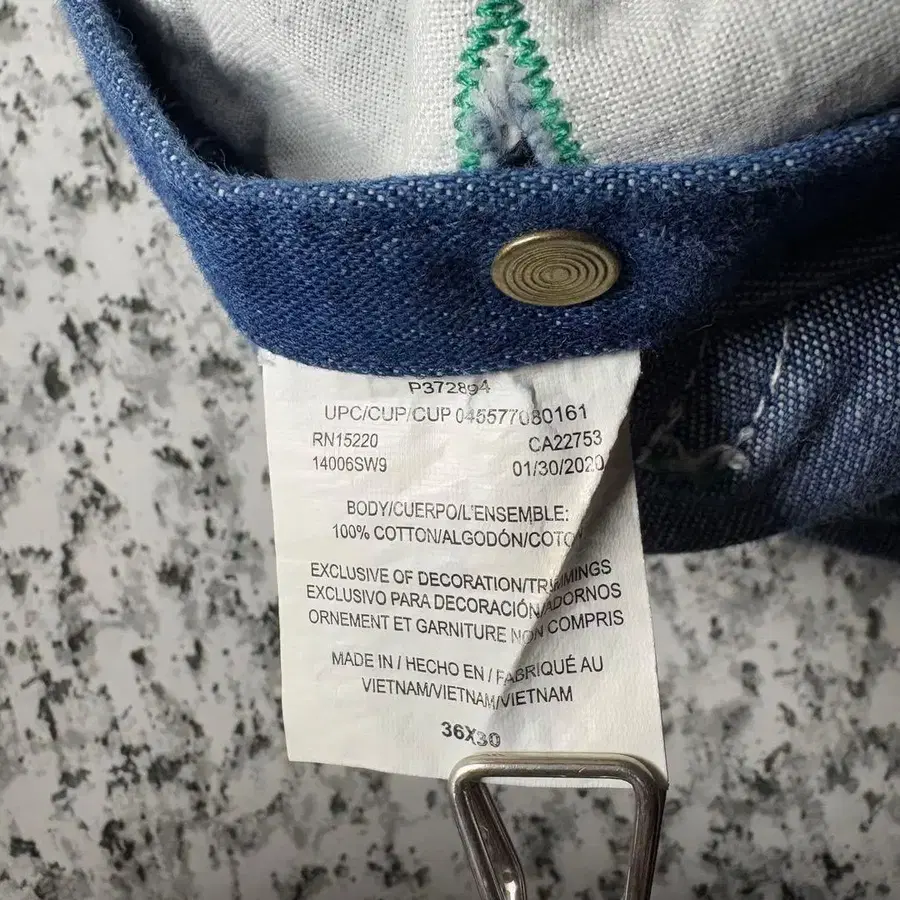 P372894
UPC/CUP/CUP 045577080161
RN15220 CA22753
14006SW9 01/30/2020
BODY/CUERPO/L'ENSEMBLE:
100% COTTON/ALGODÓN/COTO
EXCLUSIVE OF DECORATION/TRIMMINGS
EXCLUSIVO PARA DECORACIÓN/ADORNOS
ORNEMENT ET GARNITURE NON COMPRIS
MADE IN / HECHO EN / FABRIQUÉ AU
VIETNAM/VIETNAM/VIETNAM
36X30